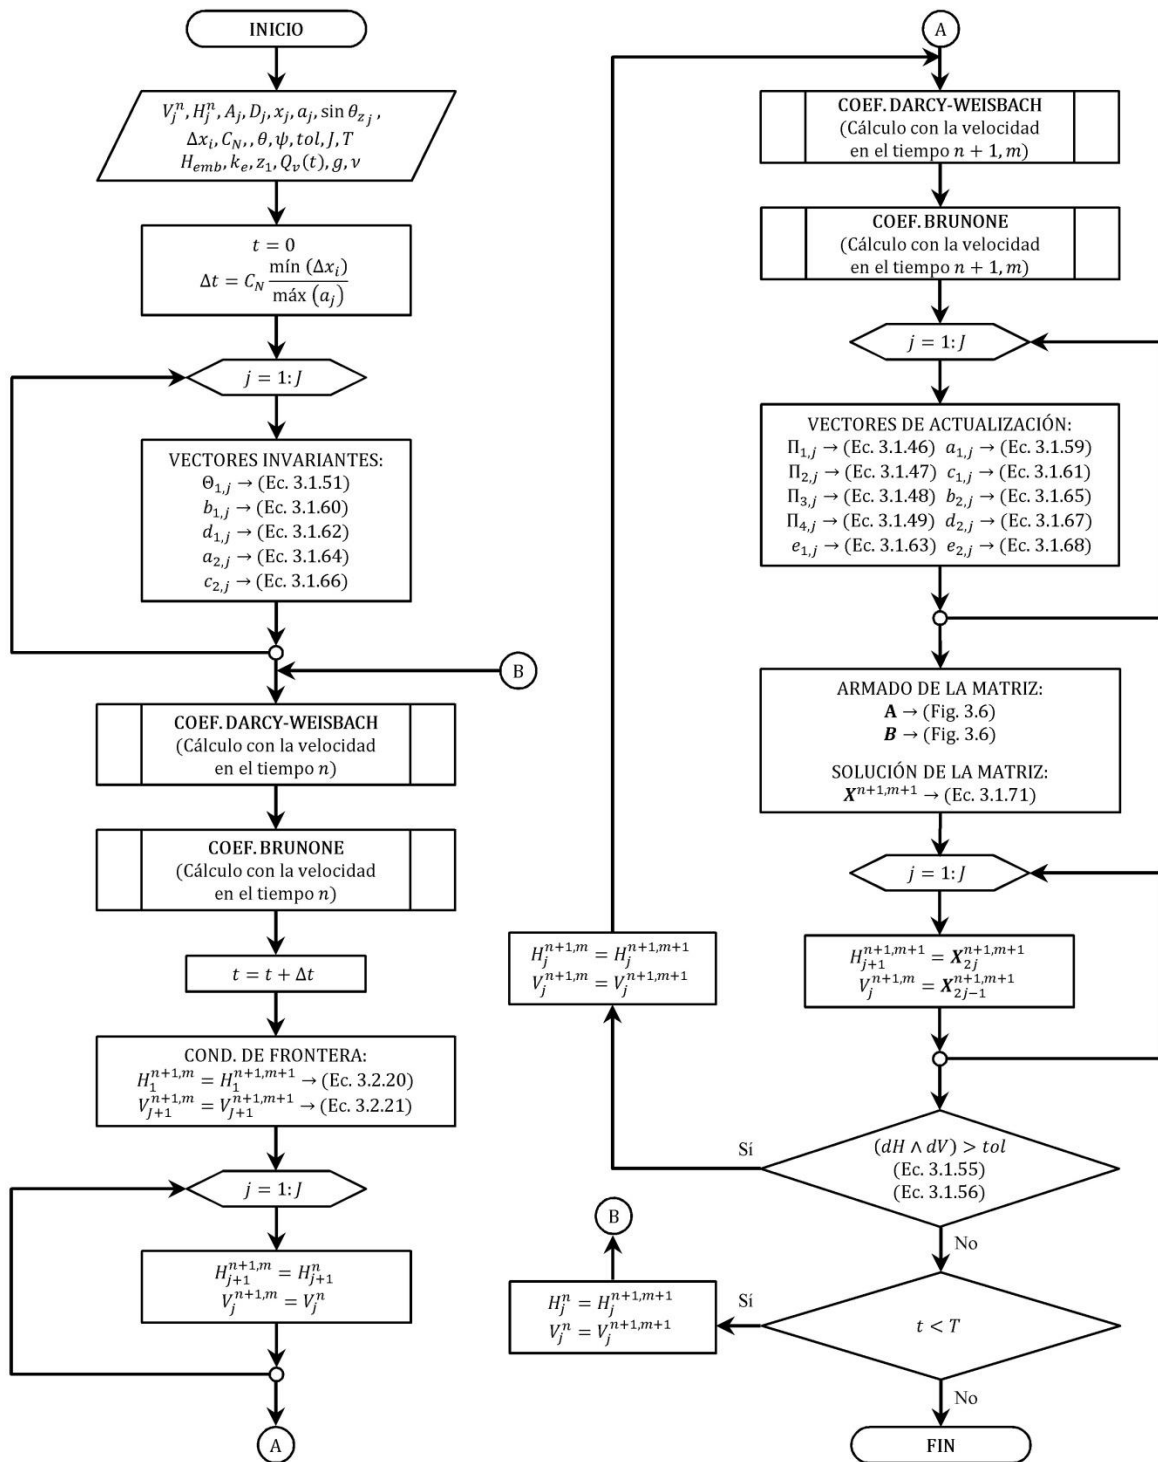 INICIO
V_j^n, H_j^n, A_j, D_j, x_j, a_j, sin θ_{z_j},
Δx_i, C_N, , θ, ψ, tol, J, T
H_{emb}, k_e, z_1, Q_v(t), g, ν
t = 0
Δt = C_N mín (Δx_i) / máx (a_j)
j = 1: J
VECTORES INVARIANTES:
Θ_{1,j} → (Ec. 3.1.51)
b_{1,j} → (Ec. 3.1.60)
d_{1,j} → (Ec. 3.1.62)
a_{2,j} → (Ec. 3.1.64)
c_{2,j} → (Ec. 3.1.66)
B
COEF. DARCY-WEISBACH
(Cálculo con la velocidad
en el tiempo n)
COEF. BRUNONE
(Cálculo con la velocidad
en el tiempo n)
t = t + Δt
COND. DE FRONTERA:
H_1^{n+1,m} = H_1^{n+1,m+1} → (Ec. 3.2.20)
V_{J+1}^{n+1,m} = V_{J+1}^{n+1,m+1} → (Ec. 3.2.21)
j = 1: J
H_{j+1}^{n+1,m} = H_{j+1}^n
V_j^{n+1,m} = V_j^n
A
A
COEF. DARCY-WEISBACH
(Cálculo con la velocidad
en el tiempo n + 1, m)
COEF. BRUNONE
(Cálculo con la velocidad
en el tiempo n + 1, m)
j = 1: J
VECTORES DE ACTUALIZACIÓN:
Π_{1,j} → (Ec. 3.1.46) a_{1,j} → (Ec. 3.1.59)
Π_{2,j} → (Ec. 3.1.47) c_{1,j} → (Ec. 3.1.61)
Π_{3,j} → (Ec. 3.1.48) b_{2,j} → (Ec. 3.1.65)
Π_{4,j} → (Ec. 3.1.49) d_{2,j} → (Ec. 3.1.67)
e_{1,j} → (Ec. 3.1.63) e_{2,j} → (Ec. 3.1.68)
ARMADO DE LA MATRIZ:
A → (Fig. 3.6)
B → (Fig. 3.6)
SOLUCIÓN DE LA MATRIZ:
X^{n+1,m+1} → (Ec. 3.1.71)
j = 1: J
H_{j+1}^{n+1,m+1} = X_{2j}^{n+1,m+1}
V_j^{n+1,m} = X_{2j-1}^{n+1,m+1}
H_j^{n+1,m} = H_j^{n+1,m+1}
V_j^{n+1,m} = V_j^{n+1,m+1}
Sí
(dH ∧ dV) > tol
(Ec. 3.1.55)
(Ec. 3.1.56)
No
B
H_j^n = H_j^{n+1,m+1}
V_j^n = V_j^{n+1,m+1}
Sí
t < T
No
FIN